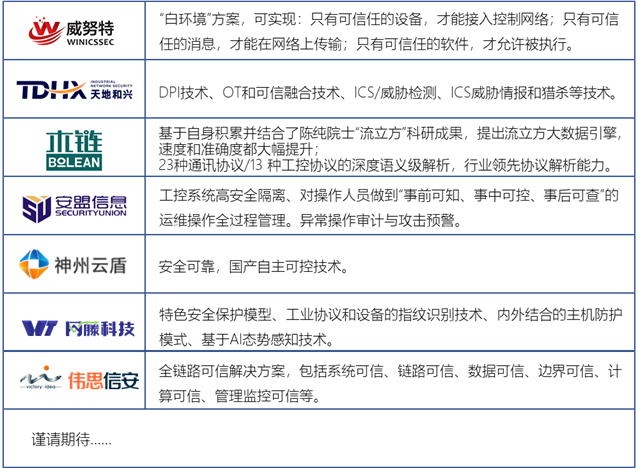 威努特
WINICSSEC
“白环境”方案，可实现：只有可信任的设备，才能接入控制网络；只有可信
任的消息，才能在网络上传输；只有可信任的软件，才允许被执行。
TDHX
INDUSTRIAL
NETWORK SECURITY
天地和兴
DPI技术、OT和可信融合技术、ICS/威胁检测、ICS威胁情报和猎杀等技术。
木链
BOLEAN
基于自身积累并结合了陈纯院士“流立方”科研成果，提出流立方大数据引擎，
速度和准确度都大幅提升；
23种通讯协议/13 种工控协议的深度语义级解析，行业领先协议解析能力。
安盟信息
SECURITYUNION
工控系统高安全隔离、对操作人员做到“事前可知、事中可控、事后可查”的
运维操作全过程管理。异常操作审计与攻击预警。
神州云盾
安全可靠，国产自主可控技术。
网藤科技
特色安全保护模型、工业协议和设备的指纹识别技术、内外结合的主机防护
模式、基于AI态势感知技术。
victory-idea
伟思信安
全链路可信解决方案，包括系统可信、链路可信、数据可信、边界可信、计
算可信、管理监控可信等。
谨请期待......